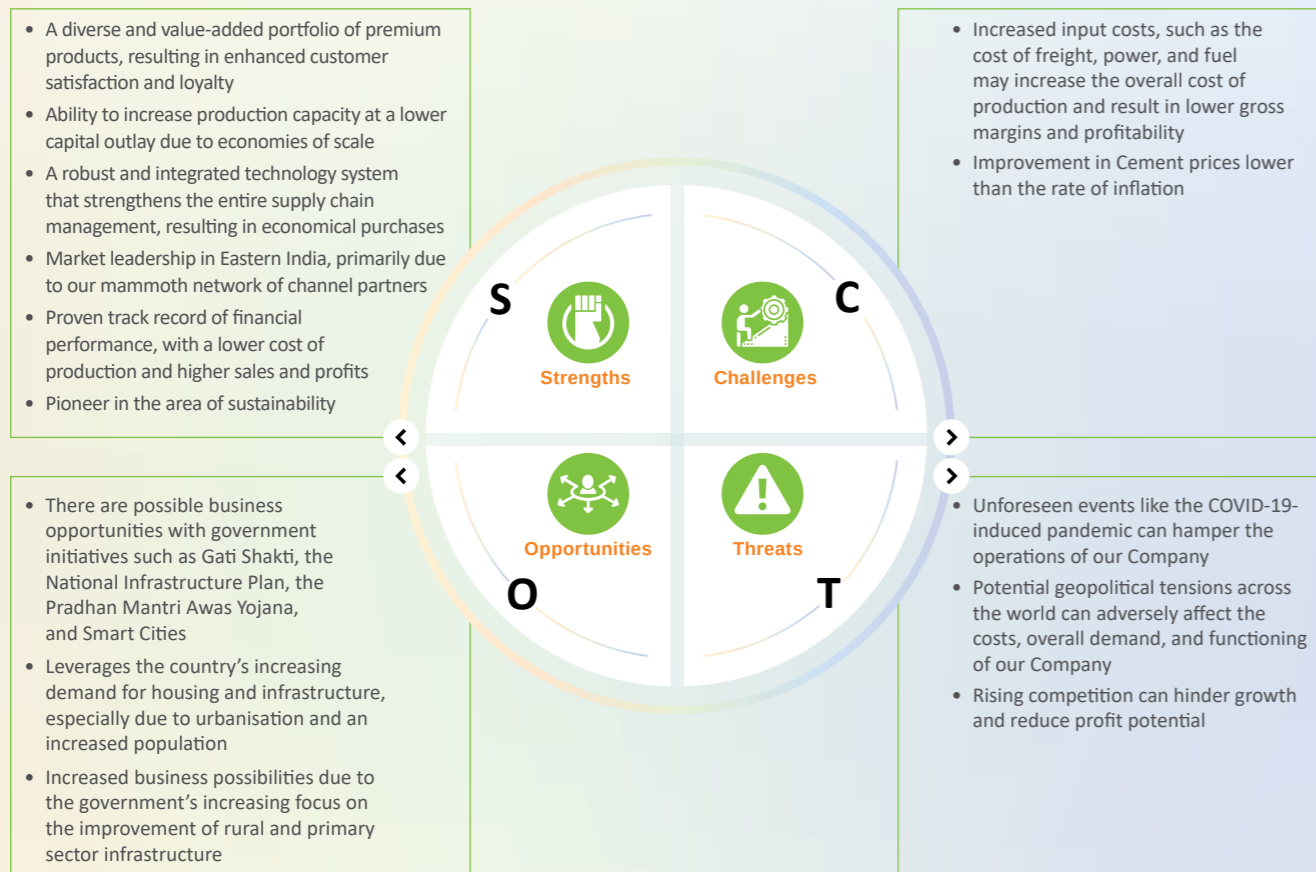 • A diverse and value-added portfolio of premium
products, resulting in enhanced customer
satisfaction and loyalty
• Ability to increase production capacity at a lower
capital outlay due to economies of scale
• A robust and integrated technology system
that strengthens the entire supply chain
management, resulting in economical purchases
• Market leadership in Eastern India, primarily due
to our mammoth network of channel partners
• Proven track record of financial
performance, with a lower cost of
production and higher sales and profits
• Pioneer in the area of sustainability
S
Strengths
• Increased input costs, such as the
cost of freight, power, and fuel
may increase the overall cost of
production and result in lower gross
margins and profitability
• Improvement in Cement prices lower
than the rate of inflation
C
Challenges
• There are possible business
opportunities with government
initiatives such as Gati Shakti, the
National Infrastructure Plan, the
Pradhan Mantri Awas Yojana,
and Smart Cities
• Leverages the country's increasing
demand for housing and infrastructure,
especially due to urbanisation and an
increased population
• Increased business possibilities due to
the government's increasing focus on
the improvement of rural and primary
sector infrastructure
Opportunities
O
• Unforeseen events like the COVID-19-
induced pandemic can hamper the
operations of our Company
• Potential geopolitical tensions across
the world can adversely affect the
costs, overall demand, and functioning
of our Company
• Rising competition can hinder growth
and reduce profit potential
Threats
T